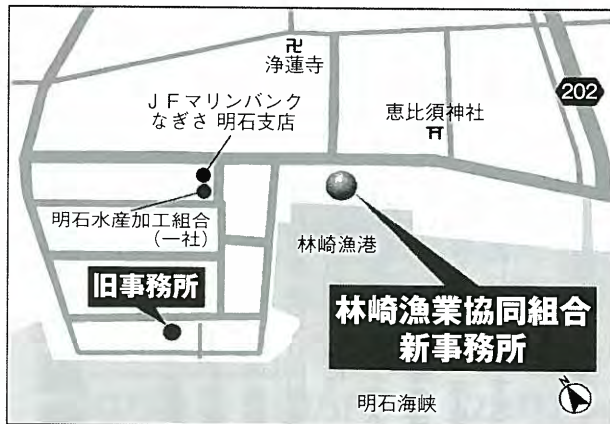 浄蓮寺
202
ＪＦマリンバンク
なぎさ 明石支店
恵比須神社
明石水産加工組合
(一社)
林崎漁港
旧事務所
林崎漁業協同組合
新事務所
明石海峡
N